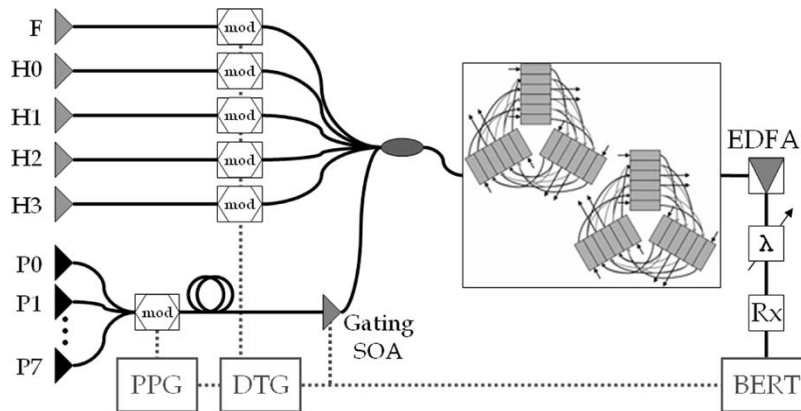 F
mod
H0
mod
H1
mod
H2
mod
H3
mod
P0
P1
P7
mod
Gating
SOA
PPG
DTG
EDFA
λ
Rx
BERT